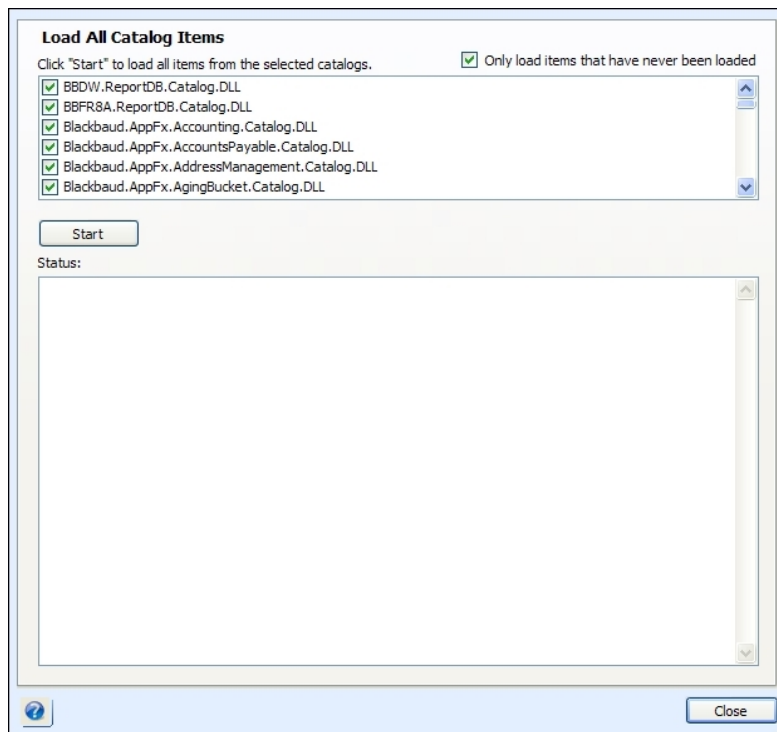 Load All Catalog Items
Click "Start" to load all items from the selected catalogs.
Only load items that have never been loaded
BBDW.ReportDB.Catalog.DLL
BBFR8A.ReportDB.Catalog.DLL
Blackbaud.AppFx.Accounting.Catalog.DLL
Blackbaud.AppFx.AccountsPayable.Catalog.DLL
Blackbaud.AppFx.AddressManagement.Catalog.DLL
Blackbaud.AppFx.AgingBucket.Catalog.DLL
Start
Status:
?
Close